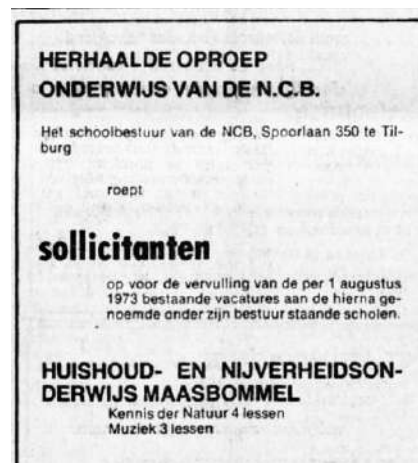 HERHAALDE OPROEP
ONDERWIJS VAN DE N.C.B.
Het schoolbestuur van de NCB, Spoorlaan 350 te Til-
burg
roept
sollicitanten
op voor de vervulling van de per 1 augustus
1973 bestaande vacatures aan de hierna ge-
noemde onder zijn bestuur staande scholen.
HUISHOUD- EN NIJVERHEIDSON-
DERWIJS MAASBOMMEL
Kennis der Natuur 4 lessen
Muziek 3 lessen